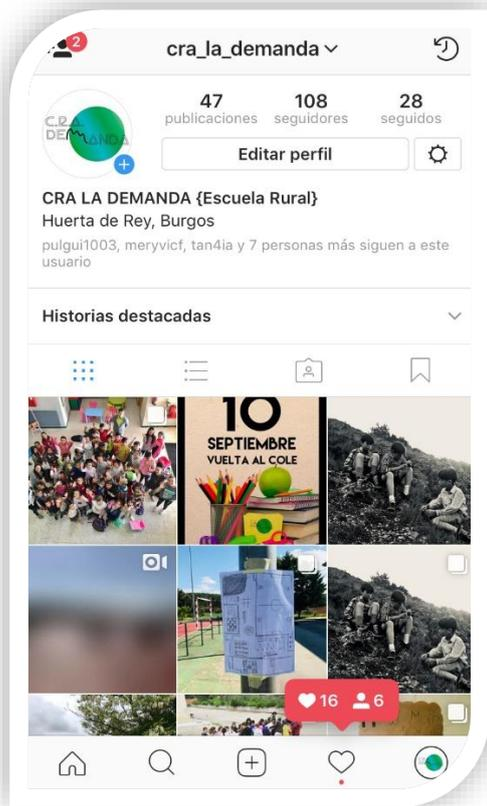 2
cra_la_demanda
47 108 28
publicaciones seguidores seguidos
Editar perfil
C.R.A.
DEMANDA
CRA LA DEMANDA {Escuela Rural}
Huerta de Rey, Burgos
pulgui1003, meryvicf, tan4ia y 7 personas más siguen a este
usuario
Historias destacadas
10
SEPTIEMBRE
VUELTA AL COLE
16 6